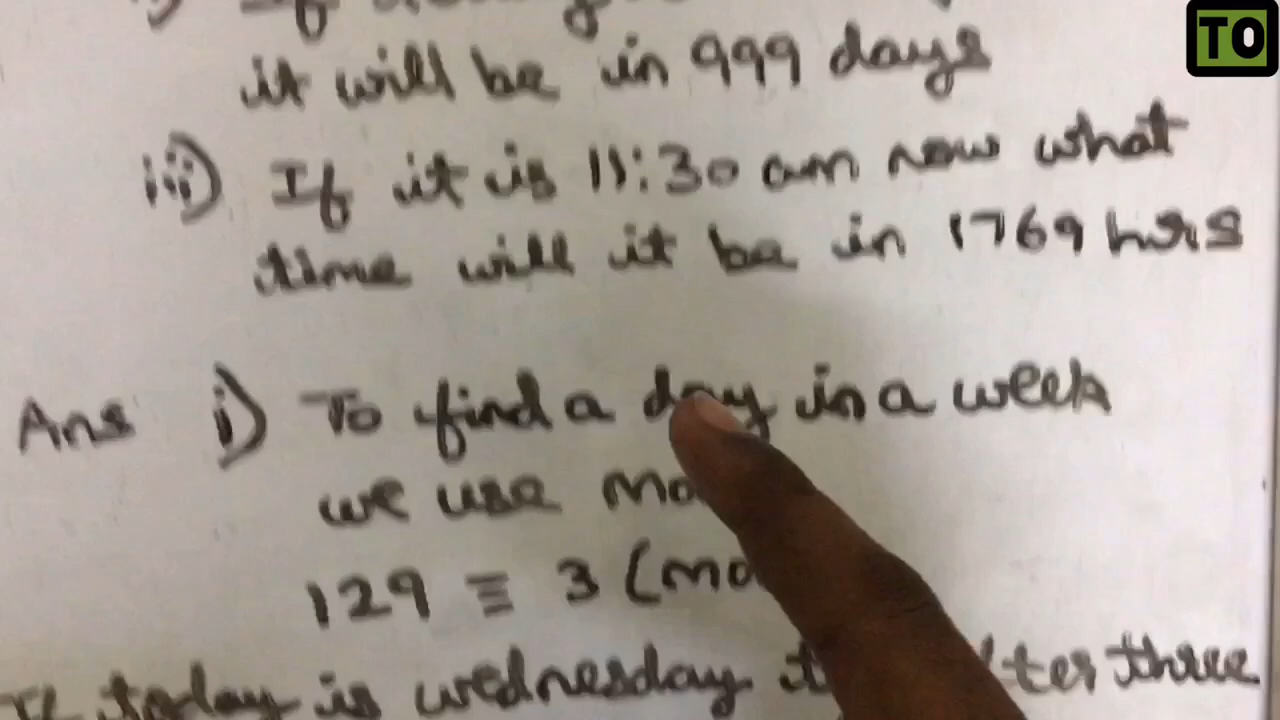 TO
it will be in 999 days
iii) If it is 11:30 am now what
time will it be in 1769 hrs
Ans i) To find a day in a week
we use
129 ≡ 3
today is wednesday three